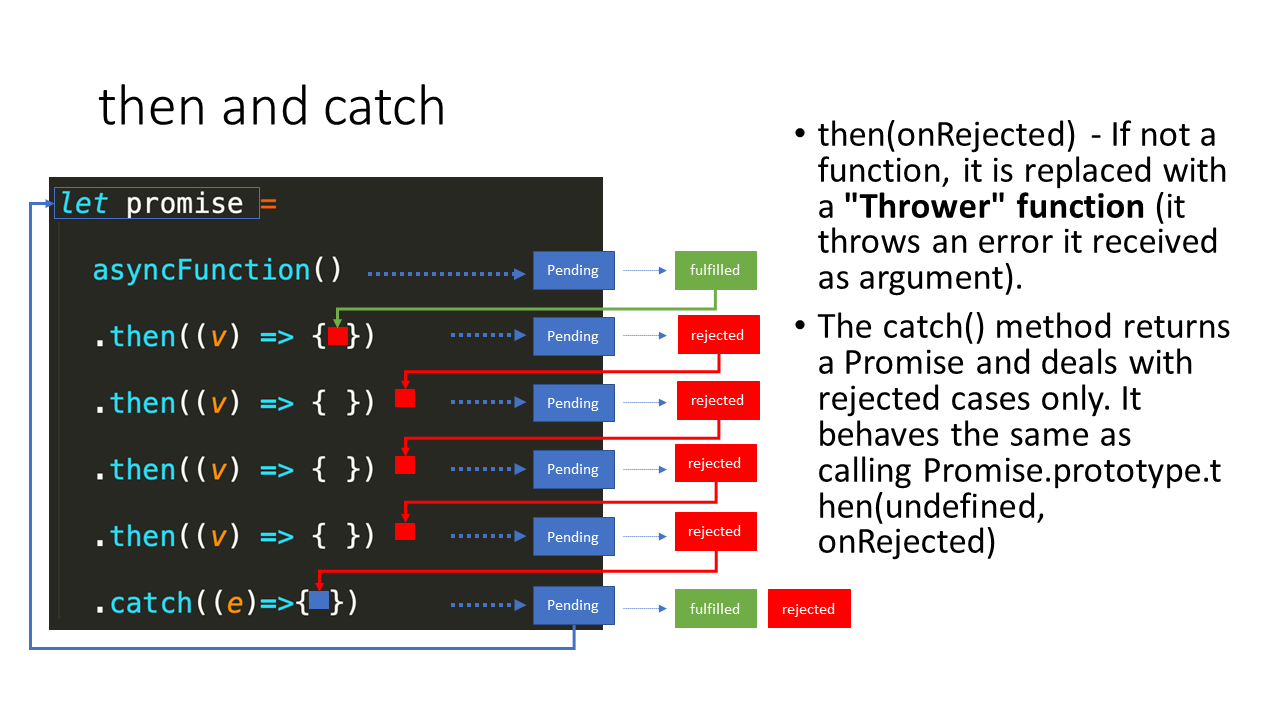 then and catch
let promise =
asyncFunction()
Pending
fulfilled
.then((v) => { })
Pending
rejected
.then((v) => { })
Pending
rejected
.then((v) => { })
Pending
rejected
.then((v) => { })
Pending
rejected
.catch((e)=>{ })
Pending
fulfilled
rejected
• then(onRejected) - If not a
function, it is replaced with
a "Thrower" function (it
throws an error it received
as argument).
• The catch() method returns
a Promise and deals with
rejected cases only. It
behaves the same as
calling Promise.prototype.t
hen(undefined,
onRejected)